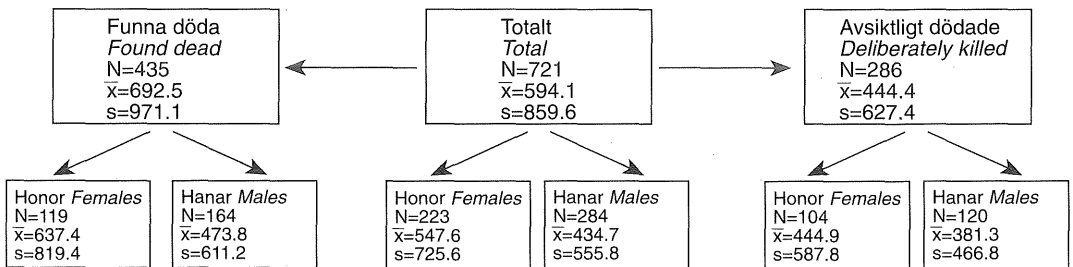 Funna döda
Found dead
N=435
x̅=692.5
s=971.1
Totalt
Total
N=721
x̅=594.1
s=859.6
Avsiktligt dödade
Deliberately killed
N=286
x̅=444.4
s=627.4
Honor Females
N=119
x̅=637.4
s=819.4
Hanar Males
N=164
x̅=473.8
s=611.2
Honor Females
N=223
x̅=547.6
s=725.6
Hanar Males
N=284
x̅=434.7
s=555.8
Honor Females
N=104
x̅=444.9
s=587.8
Hanar Males
N=120
x̅=381.3
s=466.8